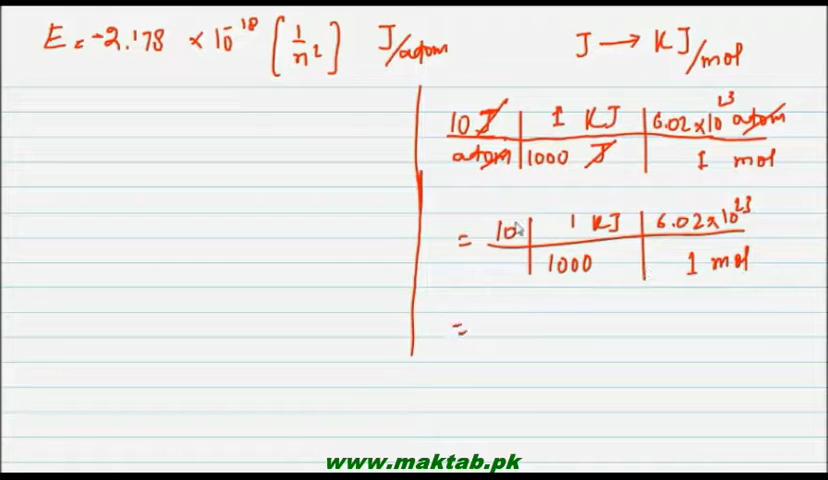 E = -2.178 × 10⁻¹⁸ [1/n²] J/atom
J → KJ/mol
10 J | 1 KJ | 6.02×10²³ atom
atom | 1000 J | 1 mol
= 10 | 1 KJ | 6.02×10²³
1000 | 1 mol
=
www.maktab.pk